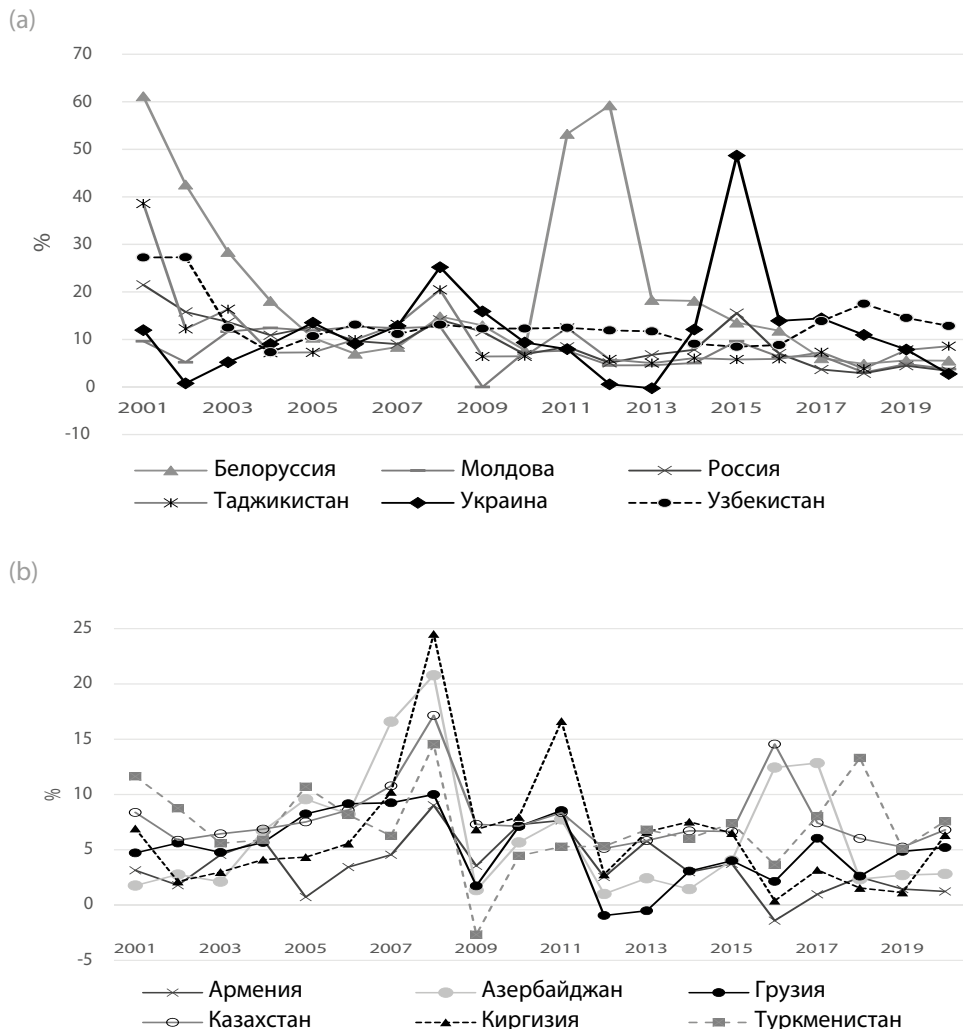 (a)
70
60
50
40
30
20
10
0
-10
%
2001 2003 2005 2007 2009 2011 2013 2015 2017 2019
Белоруссия Молдова Россия
Таджикистан Украина Узбекистан
(b)
25
20
15
10
5
0
-5
%
2001 2003 2005 2007 2009 2011 2013 2015 2017 2019
Армения Азербайджан Грузия
Казахстан Киргизия Туркменистан